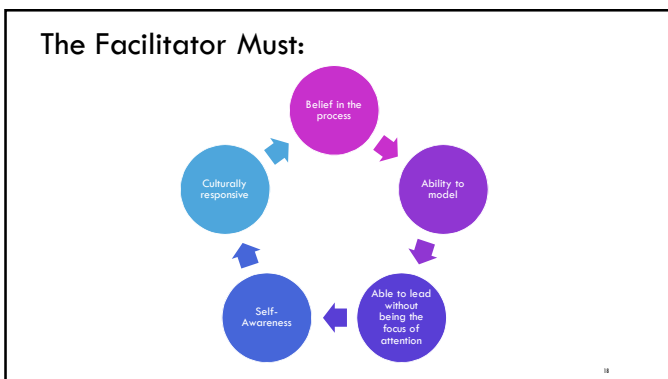 The Facilitator Must:
Belief in the
process
Ability to
model
Able to lead
without
being the
focus of
attention
Self-
Awareness
Culturally
responsive